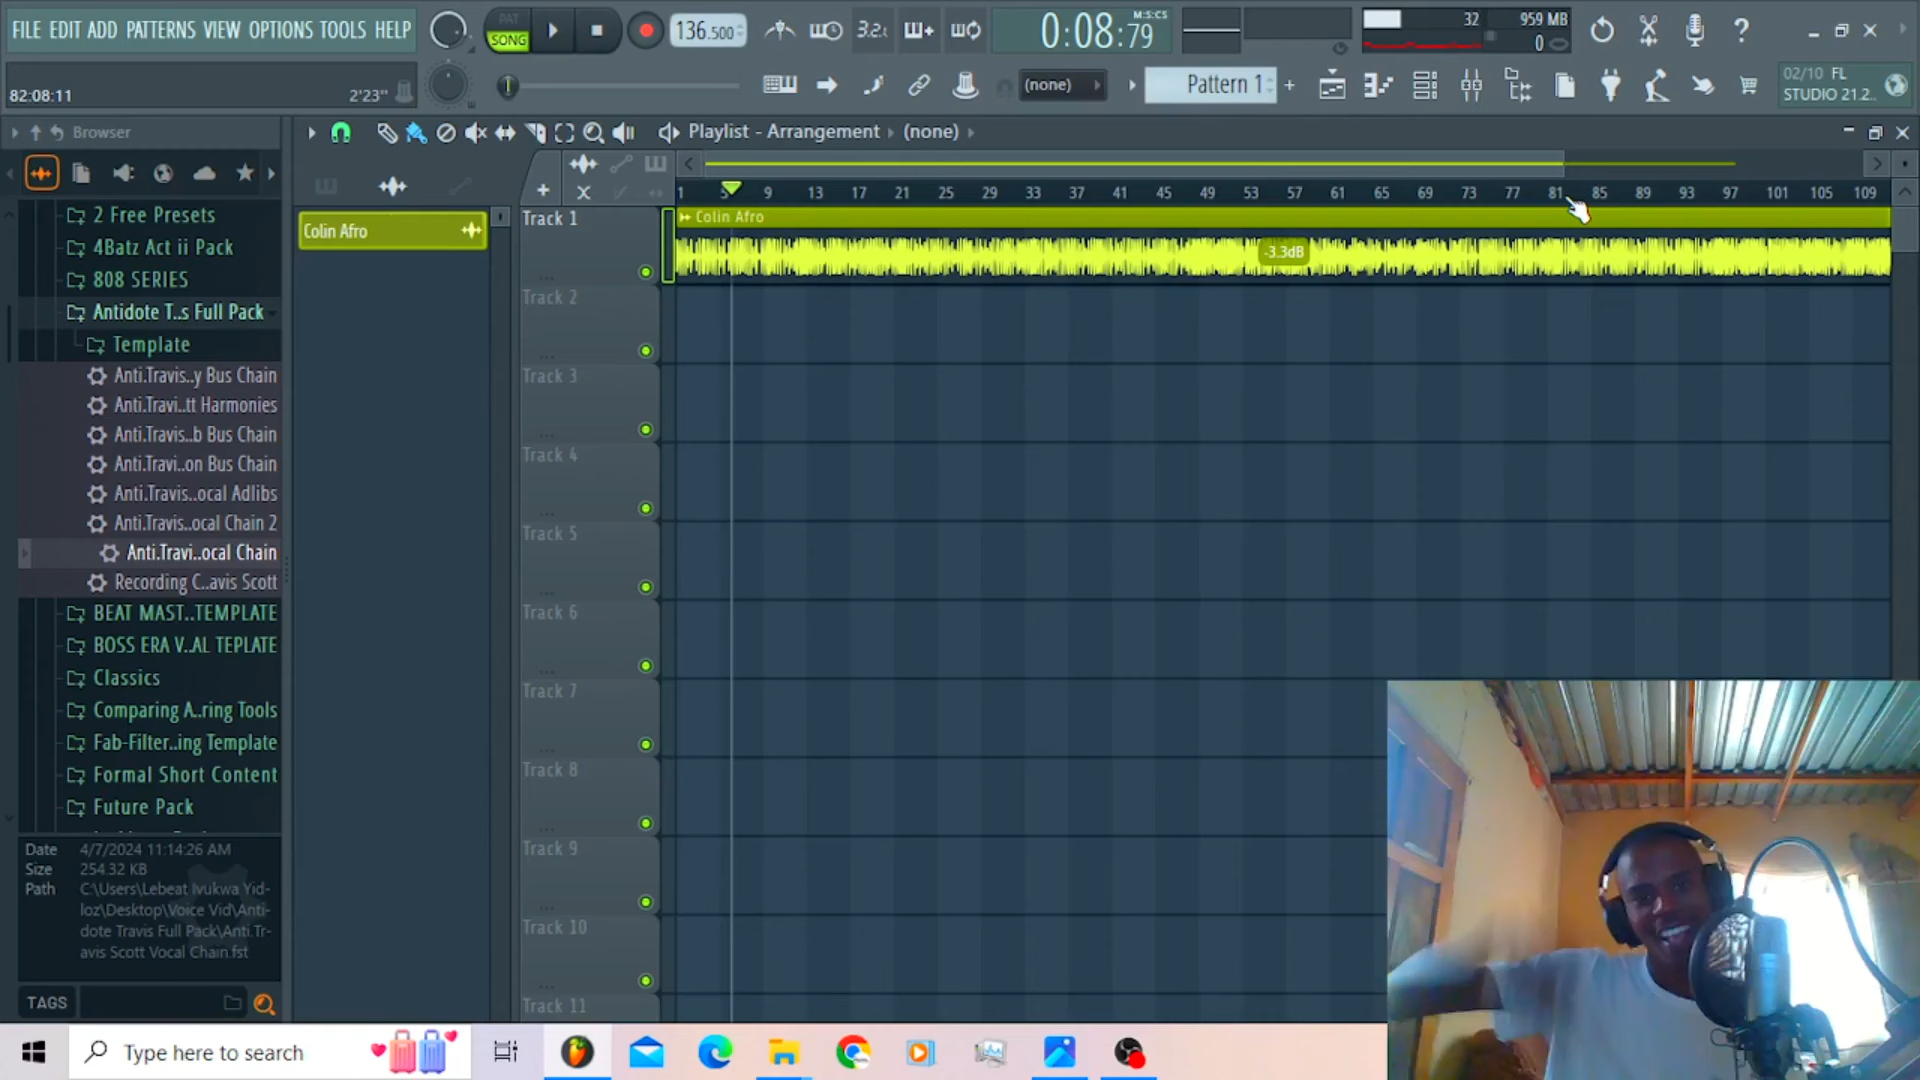 FILE EDIT ADD PATTERNS VIEW OPTIONS TOOLS HELP
PAT
SONG
136.500
3.2.
0:08:79
M:S:CS
32
959 MB
0
82:08:11
2'23"
(none)
Pattern 1
02/10 FL
STUDIO 21.2..
Browser
Playlist - Arrangement
(none)
1 5 9 13 17 21 25 29 33 37 41 45 49 53 57 61 65 69 73 77 81 85 89 93 97 101 105 109
2 Free Presets
4Batz Act ii Pack
808 SERIES
Antidote T..s Full Pack
Template
Anti.Travis..y Bus Chain
Anti.Travi..tt Harmonies
Anti.Travis..b Bus Chain
Anti.Travi..on Bus Chain
Anti.Travis..ocal Adlibs
Anti.Travis..ocal Chain 2
Anti.Travi..ocal Chain
Recording C..avis Scott
BEAT MAST..TEMPLATE
BOSS ERA V..AL TEPLATE
Classics
Comparing A..ring Tools
Fab-Filter..ing Template
Formal Short Content
Future Pack
Date 4/7/2024 11:14:26 AM
Size 254.32 KB
Path C:\Users\Lebeat Ivukwa Yid-
loz\Desktop\Voice Vid\Anti-
dote Travis Full Pack\Anti.Tr-
avis Scott Vocal Chain.fst
TAGS
Colin Afro
Track 1
Colin Afro
-3.3dB
Track 2
Track 3
Track 4
Track 5
Track 6
Track 7
Track 8
Track 9
Track 10
Track 11
Type here to search